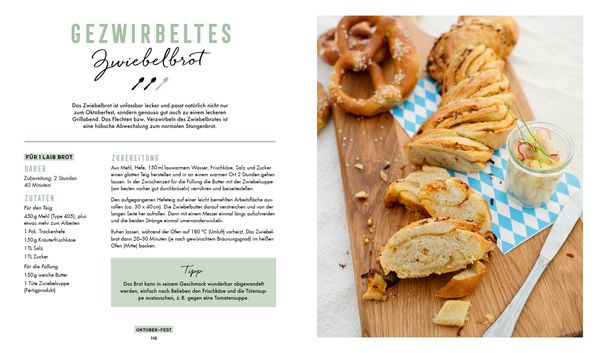 GEZWIRBELTES
Zwiebelbrot
Das Zwiebelbrot ist unfassbar lecker und passt natürlich nicht nur
zum Oktoberfest, sondern genauso gut auch zu einem leckeren
Grillabend. Das Flechten bzw. Verzwirbeln des Zwiebelbrotes ist
eine hübsche Abwechslung zum normalen Stangenbrot.
FÜR 1 LAIB BROT
DAUER
Zubereitung: 2 Stunden
40 Minuten
ZUTATEN
Für den Teig
450 g Mehl (Type 405), plus
etwas mehr zum Arbeiten
1 Pck. Trockenhefe
150 g Kräuterfrischkäse
1 TL Salz
1 TL Zucker
Für die Füllung
150 g weiche Butter
1 Tüte Zwiebelsuppe
(Fertigprodukt)
ZUBEREITUNG
Aus Mehl, Hefe, 150 ml lauwarmen Wasser, Frischkäse, Salz und Zucker
einen glatten Teig herstellen und an einem warmen Ort 2 Stunden gehen
lassen. In der Zwischenzeit für die Füllung die Butter mit der Zwiebelsuppe
(am besten vorher gut durchbröseln) verrühren und beiseitestellen.
Den aufgegangenen Hefeteig auf einer leicht bemehlten Arbeitsfläche aus-
rollen (ca. 30 x 40 cm). Die Zwiebelbutter darauf verstreichen und von der
langen Seite her aufrollen. Dann mit einem Messer einmal längs aufschneiden
und die beiden Stränge einmal umeinanderwickeln.
Ruhen lassen, während der Ofen auf 180 °C (Umluft) vorheizt. Das Zwiebel-
brot dann 20–30 Minuten (je nach gewünschtem Bräunungsgrad) im heißen
Ofen (Mitte) backen.
Tipp
Das Brot kann in seinem Geschmack wunderbar abgewandelt
werden, einfach nach Belieben den Frischkäse und die Tütensup-
pe austauschen, z. B. gegen eine Tomatensuppe.
OKTOBER-FEST
116